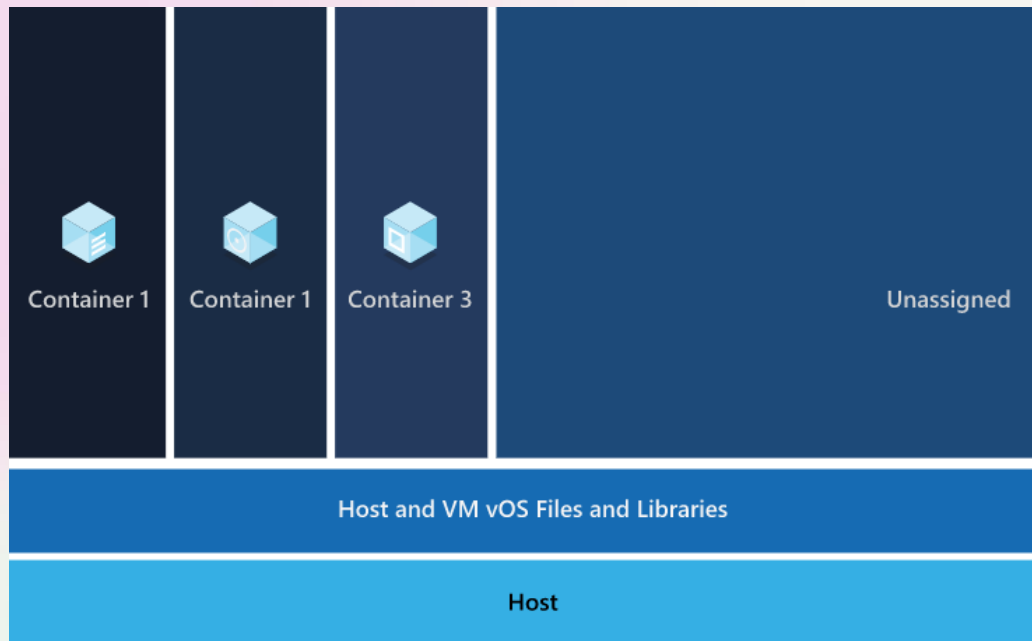 Container 1
Container 1
Container 3
Unassigned
Host and VM vOS Files and Libraries
Host